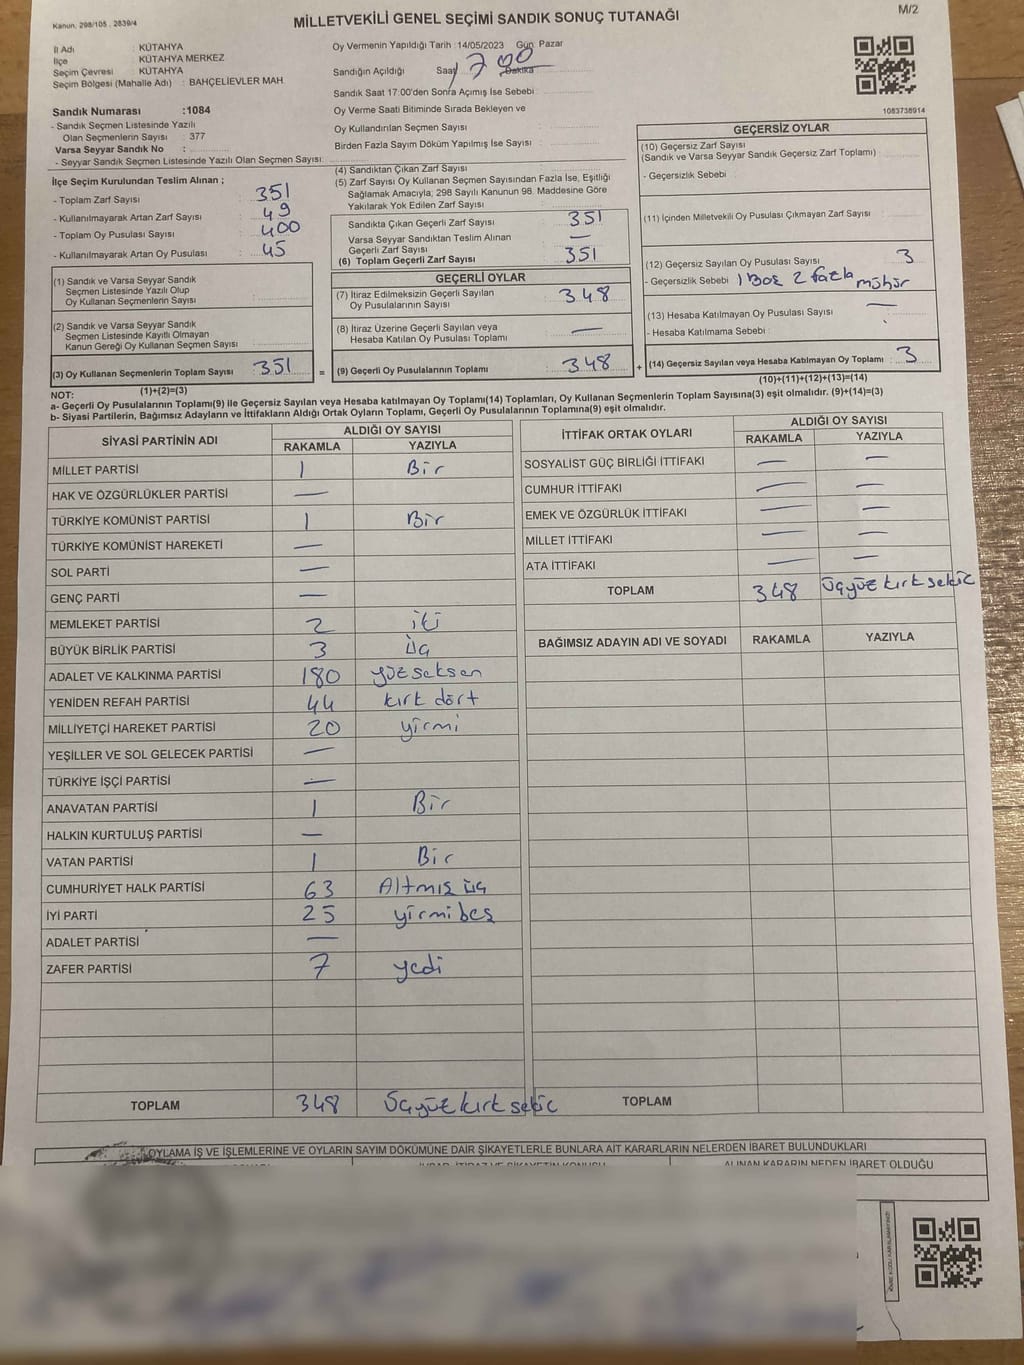 Kanun. 298/105 . 2839/4
MİLLETVEKİLİ GENEL SEÇİMİ SANDIK SONUÇ TUTANAĞI
M/2
İl Adı : KÜTAHYA
İlçe : KÜTAHYA MERKEZ
Seçim Çevresi : KÜTAHYA
Seçim Bölgesi (Mahalle Adı) : BAHÇELİEVLER MAH.
Sandık Numarası :1084
- Sandık Seçmen Listesinde Yazılı
Olan Seçmenlerin Sayısı : 377
Varsa Seyyar Sandık No :
- Seyyar Sandık Seçmen Listesinde Yazılı Olan Seçmen Sayısı:
Oy Vermenin Yapıldığı Tarih :14/05/2023 Gün: Pazar
Sandığın Açıldığı Saat 17 00 Dakika
Sandık Saat 17:00'den Sonra Açımış İse Sebebi :
Oy Verme Saati Bitiminde Sırada Bekleyen ve
Oy Kullandırılan Seçmen Sayısı :
Birden Fazla Sayım Döküm Yapılmış İse Sayısı :
1083738914
İlçe Seçim Kurulundan Teslim Alınan ;
- Toplam Zarf Sayısı : 351
- Kullanılmayarak Artan Zarf Sayısı : 49
- Toplam Oy Pusulası Sayısı : 400
- Kullanılmayarak Artan Oy Pusulası : 45
(1) Sandık ve Varsa Seyyar Sandık
Seçmen Listesinde Yazılı Olup
Oy Kullanan Seçmenlerin Sayısı :
(2) Sandık ve Varsa Seyyar Sandık
Seçmen Listesinde Kayıtlı Olmayan
Kanun Gereği Oy Kullanan Seçmen Sayısı :
(3) Oy Kullanan Seçmenlerin Toplam Sayısı : 351 =
(1)+(2)=(3)
(4) Sandıktan Çıkan Zarf Sayısı :
(5) Zarf Sayısı Oy Kullanan Seçmen Sayısından Fazla İse, Eşitliği
Sağlamak Amacıyla; 298 Sayılı Kanunun 98. Maddesine Göre
Yakılarak Yok Edilen Zarf Sayısı :
Sandıkta Çıkan Geçerli Zarf Sayısı : 351
Varsa Seyyar Sandıktan Teslim Alınan
Geçerli Zarf Sayısı : —
(6) Toplam Geçerli Zarf Sayısı : 351
GEÇERLİ OYLAR
(7) İtiraz Edilmeksizin Geçerli Sayılan
Oy Pusulalarının Sayısı : 348
(8) İtiraz Üzerine Geçerli Sayılan veya
Hesaba Katılan Oy Pusulası Toplamı : —
(9) Geçerli Oy Pusulalarının Toplamı : 348 +
GEÇERSİZ OYLAR
(10) Geçersiz Zarf Sayısı
(Sandık ve Varsa Seyyar Sandık Geçersiz Zarf Toplamı) :
- Geçersizlik Sebebi :
(11) İçinden Milletvekili Oy Pusulası Çıkmayan Zarf Sayısı :
(12) Geçersiz Sayılan Oy Pusulası Sayısı : 3
- Geçersizlik Sebebi : 1 Boş 2 fazla mühür
(13) Hesaba Katılmayan Oy Pusulası Sayısı : —
- Hesaba Katılmama Sebebi :
(14) Geçersiz Sayılan veya Hesaba Katılmayan Oy Toplamı : 3
(10)+(11)+(12)+(13)=(14)
NOT:
a- Geçerli Oy Pusulalarının Toplamı(9) ile Geçersiz Sayılan veya Hesaba katılmayan Oy Toplamı(14) Toplamları, Oy Kullanan Seçmenlerin Toplam Sayısına(3) eşit olmalıdır. (9)+(14)=(3)
b- Siyasi Partilerin, Bağımsız Adayların ve İttifakların Aldığı Ortak Oyların Toplamı, Geçerli Oy Pusulalarının Toplamına(9) eşit olmalıdır.
SİYASİ PARTİNİN ADI
ALDIĞI OY SAYISI
RAKAMLA YAZIYLA
MİLLET PARTİSİ 1 Bir
HAK VE ÖZGÜRLÜKLER PARTİSİ —
TÜRKİYE KOMÜNİST PARTİSİ 1 Bir
TÜRKİYE KOMÜNİST HAREKETİ —
SOL PARTİ —
GENÇ PARTİ —
MEMLEKET PARTİSİ 2 iki
BÜYÜK BİRLİK PARTİSİ 3 üç
ADALET VE KALKINMA PARTİSİ 180 yüzseksen
YENİDEN REFAH PARTİSİ 44 kırk dört
MİLLİYETÇİ HAREKET PARTİSİ 20 yirmi
YEŞİLLER VE SOL GELECEK PARTİSİ —
TÜRKİYE İŞÇİ PARTİSİ —
ANAVATAN PARTİSİ 1 Bir
HALKIN KURTULUŞ PARTİSİ —
VATAN PARTİSİ 1 Bir
CUMHURİYET HALK PARTİSİ 63 Altmış üç
İYİ PARTİ 25 yirmi beş
ADALET PARTİSİ —
ZAFER PARTİSİ 7 yedi
TOPLAM 348 Üçyüz kırk sekiz
İTTİFAK ORTAK OYLARI
ALDIĞI OY SAYISI
RAKAMLA YAZIYLA
SOSYALİST GÜÇ BİRLİĞİ İTTİFAKI — —
CUMHUR İTTİFAKI — —
EMEK VE ÖZGÜRLÜK İTTİFAKI — —
MİLLET İTTİFAKI — —
ATA İTTİFAKI — —
TOPLAM 348 Üçyüz kırk sekiz
BAĞIMSIZ ADAYIN ADI VE SOYADI RAKAMLA YAZIYLA
TOPLAM
OYLAMA İŞ VE İŞLEMLERİNE VE OYLARIN SAYIM DÖKÜMÜNE DAİR ŞİKAYETLERLE BUNLARA AİT KARARLARIN NELERDEN İBARET BULUNDUKLARI
ALINAN KARARIN NEDEN İBARET OLDUĞU